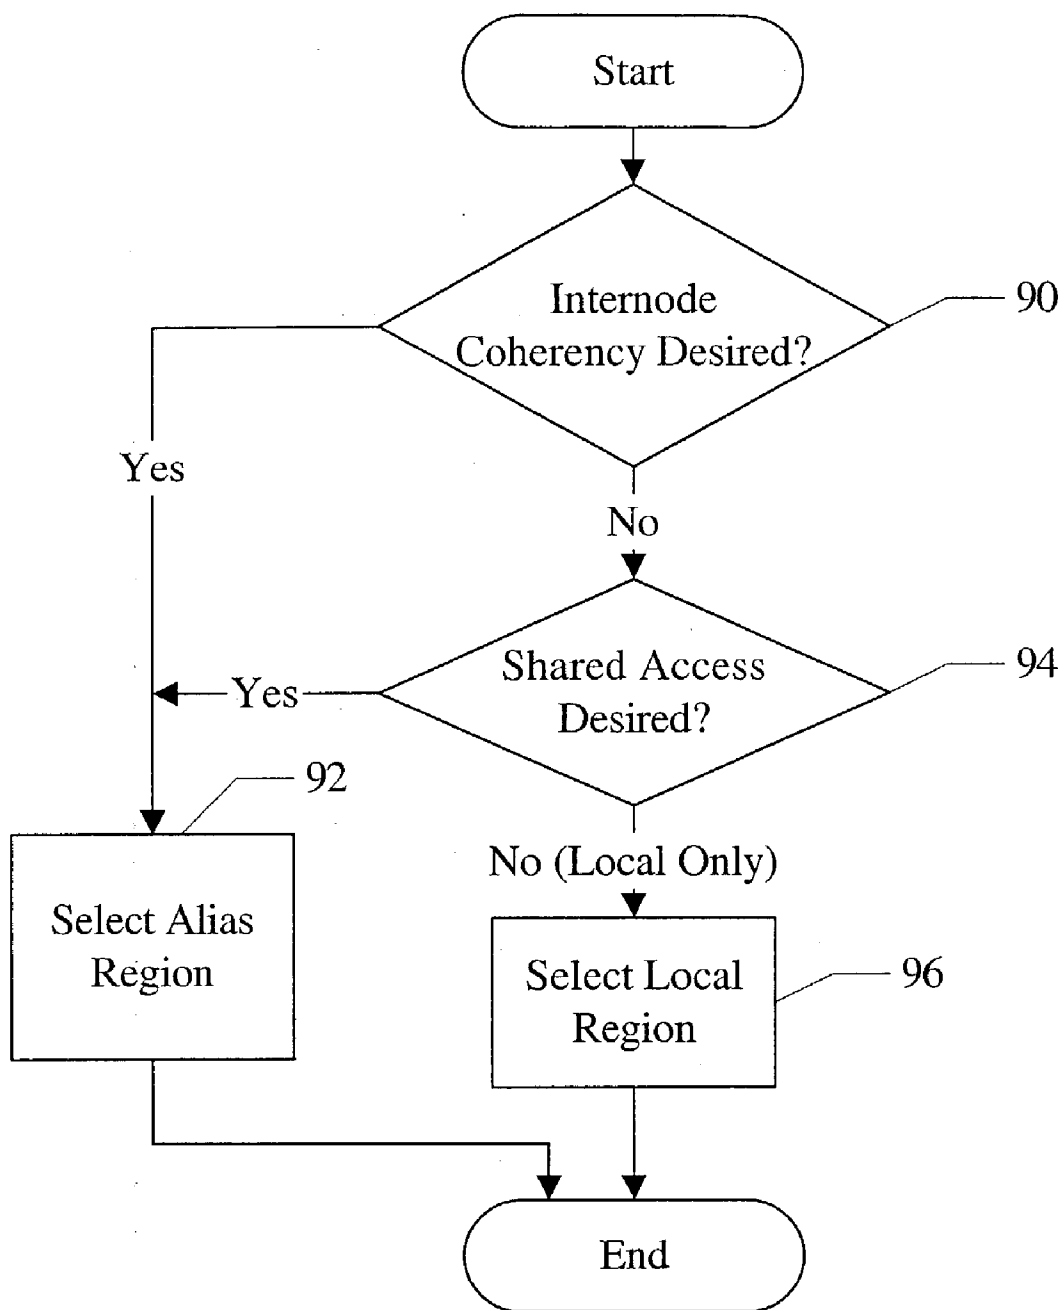 Start
Internode
Coherency Desired?
90
Yes
No
Shared Access
Desired?
94
Yes
92
No (Local Only)
Select Alias
Region
Select Local
Region
96
End